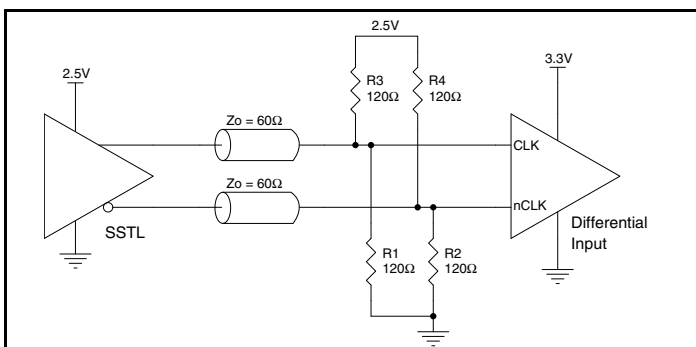 2.5V
2.5V
3.3V
R3
120Ω
R4
120Ω
Zo = 60Ω
CLK
Zo = 60Ω
nCLK
SSTL
Differential
Input
R1
120Ω
R2
120Ω